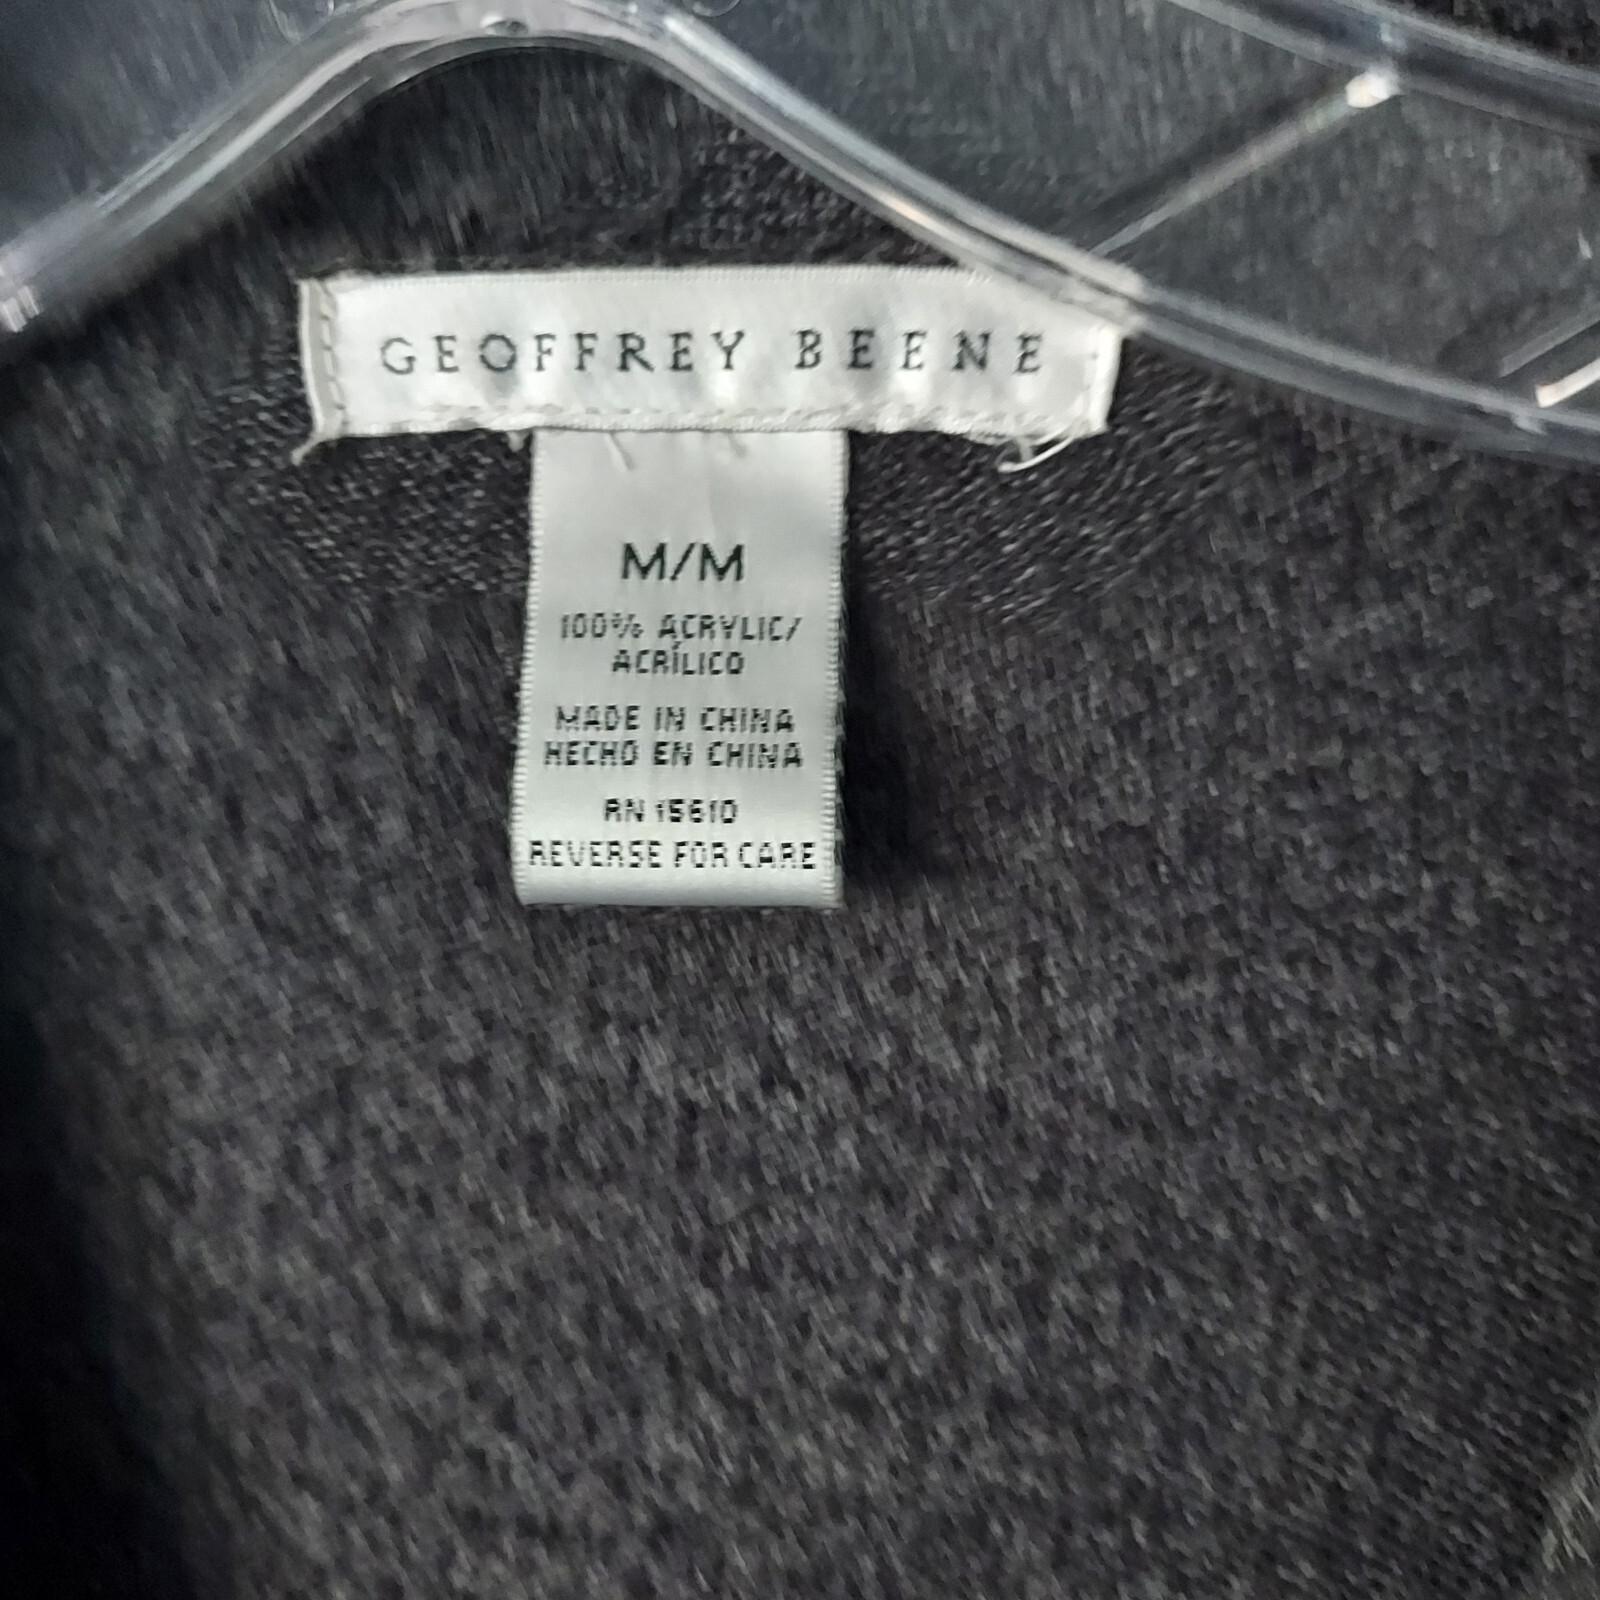 GEOFFREY BEENE
M/M
100% ACRYLIC/
ACRÍLICO
MADE IN CHINA
HECHO EN CHINA
RN 15610
REVERSE FOR CARE